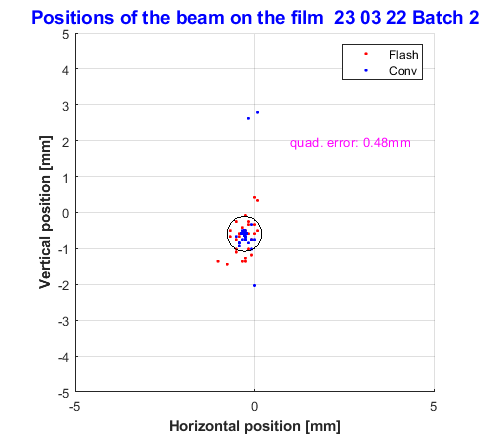 Positions of the beam on the film 23 03 22 Batch 2
5
Flash
Conv
4
3
2
quad. error: 0.48mm
1
0
-1
-2
-3
-4
-5
Vertical position [mm]
-5
0
5
Horizontal position [mm]